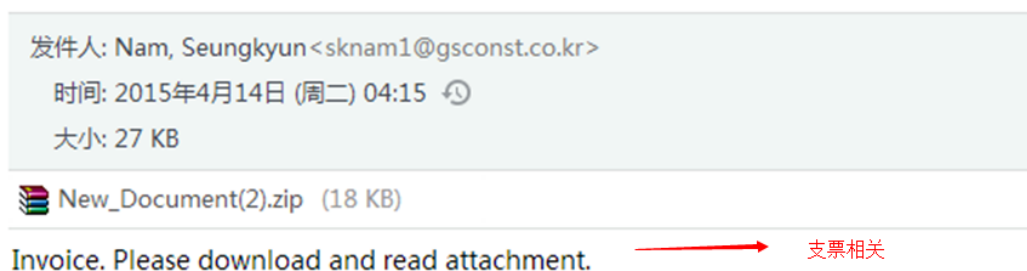 发件人: Nam, Seungkyun<sknam1@gsconst.co.kr>
时间: 2015年4月14日 (周二) 04:15
大小: 27 KB
New_Document(2).zip (18 KB)
Invoice. Please download and read attachment. 支票相关